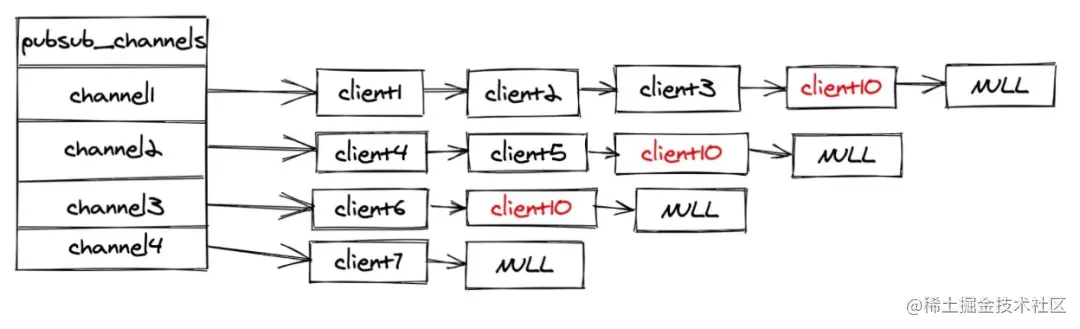 pubsub_channels
channel1 client1 client2 client3 client10 NULL
channel2 client4 client5 client10 NULL
channel3 client6 client10 NULL
channel4 client7 NULL
@稀土掘金技术社区